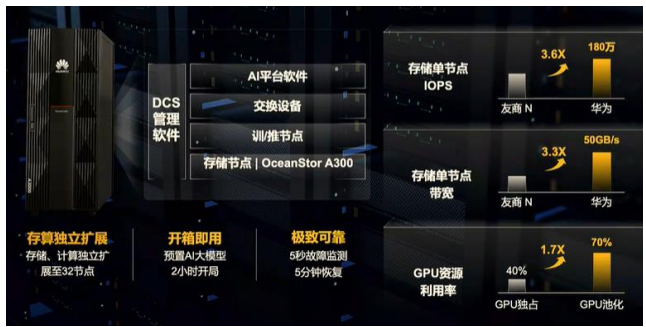 HUAWEI
DCS
管理
软件
AI平台软件
交换设备
训/推节点
存储节点 | OceanStor A300
存算独立扩展
存储、计算独立扩
展至32节点
开箱即用
预置AI大模型
2小时开局
极致可靠
5秒故障监测
5分钟恢复
存储单节点
IOPS
3.6X
180万
友商 N
华为
存储单节点
带宽
3.3X
50GB/s
友商 N
华为
GPU资源
利用率
40%
1.7X
70%
GPU独占
GPU池化